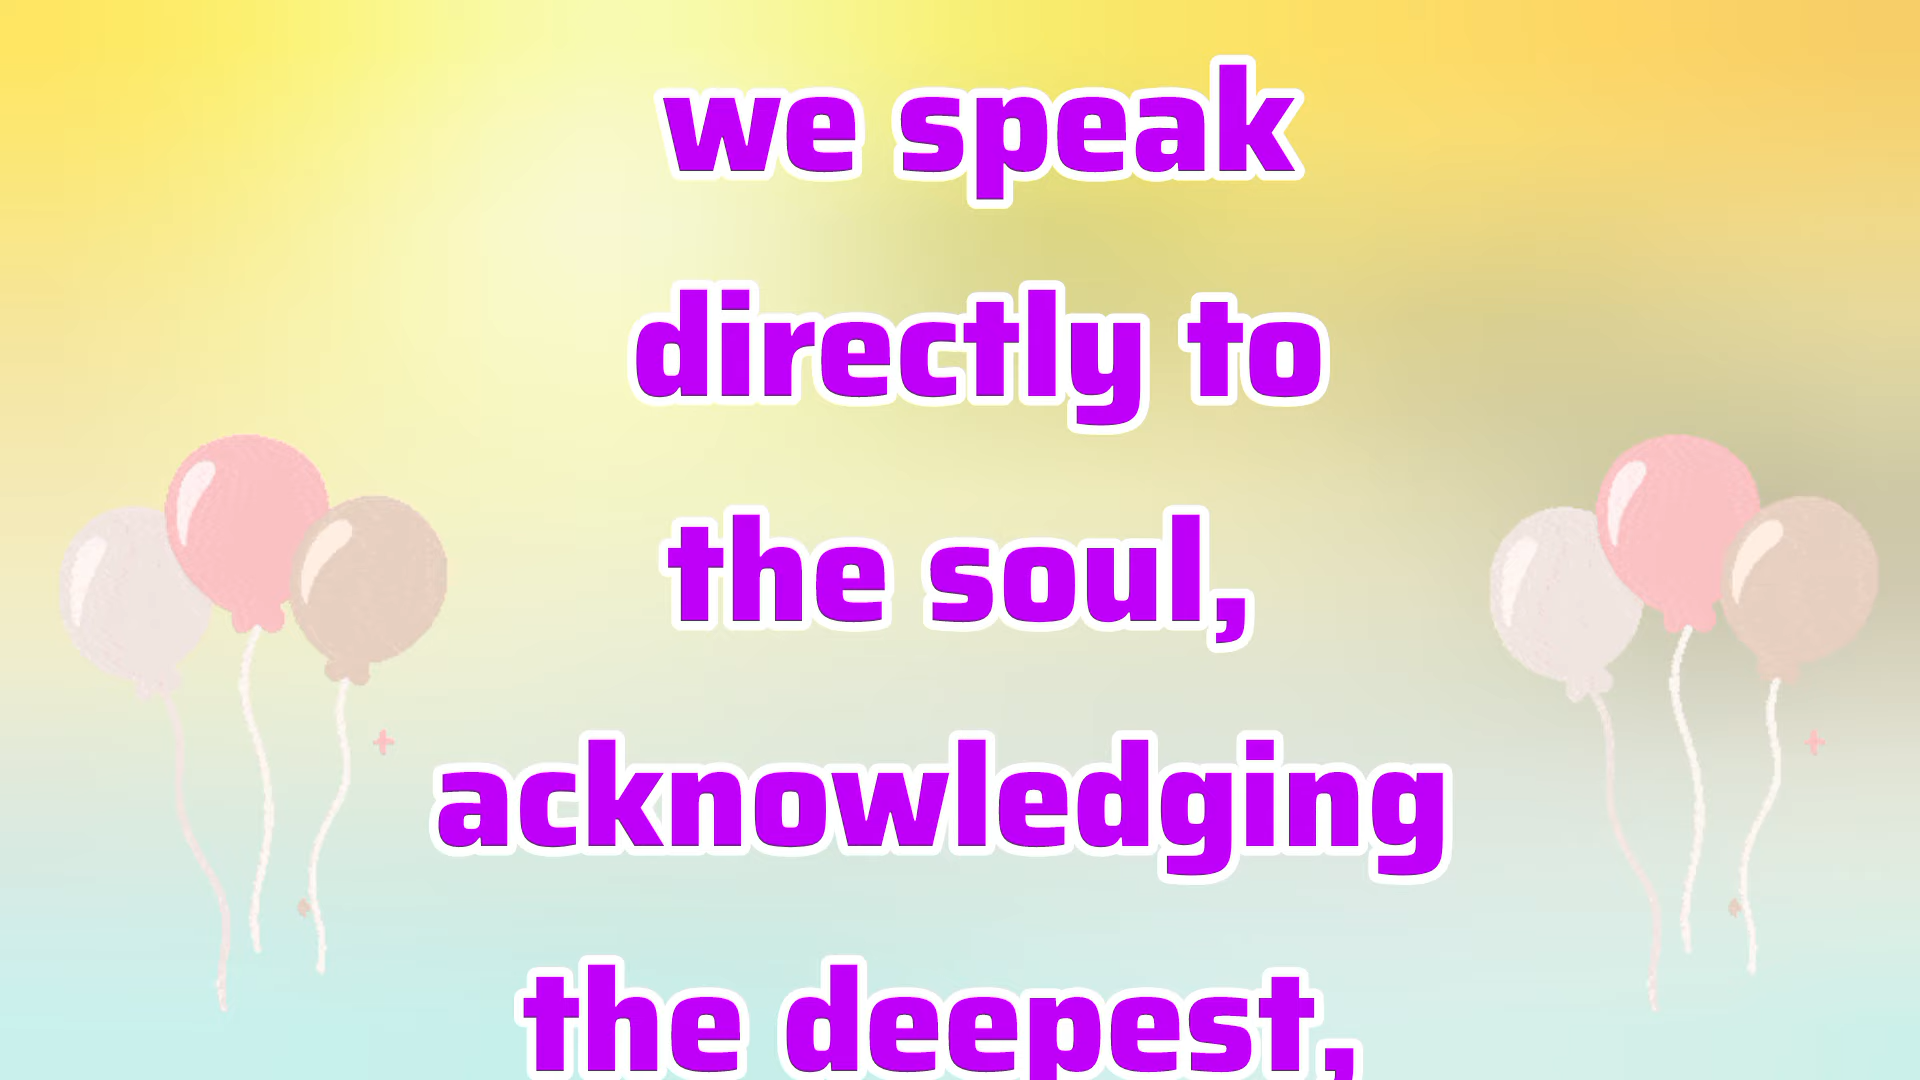 we speak
directly to
the soul,
acknowledging
the deepest,